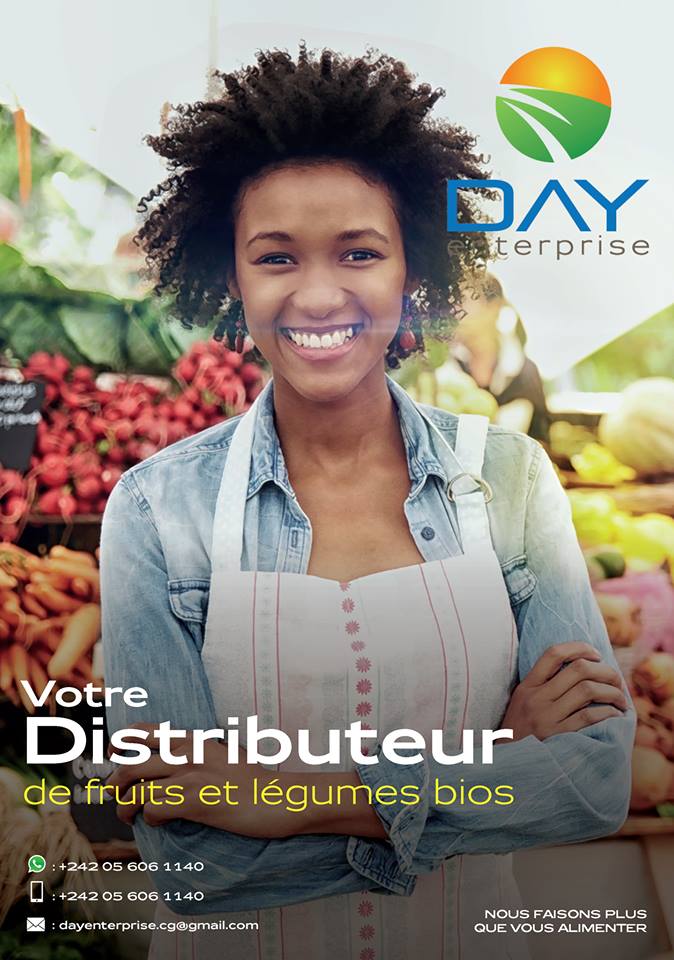 DAY
enterprise
Votre
Distributeur
de fruits et légumes bios
: +242 05 606 1140
: +242 05 606 1140
: dayenterprise.cg@gmail.com
NOUS FAISONS PLUS
QUE VOUS ALIMENTER